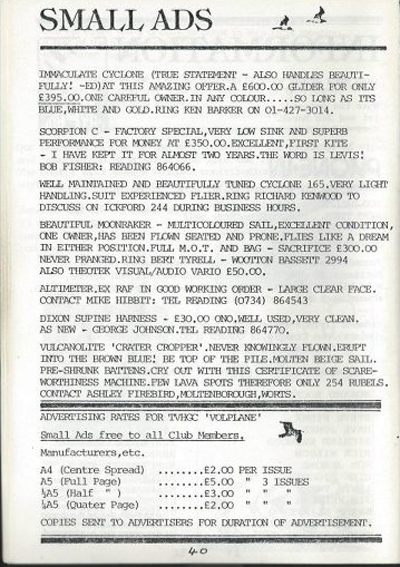 SMALL ADS
IMMACULATE CYCLONE (TRUE STATEMENT - ALSO HANDLES BEAUTI-
FULLY! -ED)AT THIS AMAZING OFFER.A £600.00 GLIDER FOR ONLY
£395.00.ONE CAREFUL OWNER.IN ANY COLOUR.....SO LONG AS ITS
BLUE,WHITE AND GOLD.RING KEN BARKER ON 01-427-3014.
SCORPION C - FACTORY SPECIAL,VERY LOW SINK AND SUPERB
PERFORMANCE FOR MONEY AT £350.00.EXCELLENT,FIRST KITE
- I HAVE KEPT IT FOR ALMOST TWO YEARS.THE WORD IS LEVIS!
BOB FISHER: READING 864066.
WELL MAINTAINED AND BEAUTIFULLY TUNED CYCLONE 165.VERY LIGHT
HANDLING.SUIT EXPERIENCED FLIER.RING RICHARD KENWOOD TO
DISCUSS ON ICKFORD 244 DURING BUSINESS HOURS.
BEAUTIFUL MOONRAKER - MULTICOLOURED SAIL,EXCELLENT CONDITION,
ONE OWNER,HAS BEEN FLOWN SEATED AND PRONE.FLIES LIKE A DREAM
IN EITHER POSITION.FULL M.O.T. AND BAG - SACRIFICE £300.00
NEVER PRANGED.RING BERT TYRELL - WOOTTON BASSETT 2994
ALSO THEOTEK VISUAL/AUDIO VARIO £50.00.
ALTIMETER.EX RAF IN GOOD WORKING ORDER - LARGE CLEAR FACE.
CONTACT MIKE HIBBIT: TEL READING (0734) 864543
DIXON SUPINE HARNESS - £30.00 ONO.WELL USED,VERY CLEAN.
AS NEW - GEORGE JOHNSON.TEL READING 864770.
VULCANOLITE 'CRATER CROPPER'.NEVER KNOWINGLY FLOWN.ERUPT
INTO THE BROWN BLUE! BE TOP OF THE PILE.MOLTEN BEIGE SAIL.
PRE-SHRUNK BATTENS.CRY OUT WITH THIS CERTIFICATE OF SCARE-
WORTHINESS MACHINE.FEW LAVA SPOTS THEREFORE ONLY 254 RUBELS.
CONTACT ASHLEY FIREBIRD,MOLTENBOROUGH,WORTS.
ADVERTISING RATES FOR TVHGC 'VOLPLANE'
Small Ads free to all Club Members.
Manufacturers,etc.
A4 (Centre Spread) ........£2.00 PER ISSUE
A5 (Full Page) ........£5.00 " 3 ISSUES
½A5 (Half " ) ........£3.00 " " "
¼A5 (Quater Page) ........£2.00 " " "
COPIES SENT TO ADVERTISERS FOR DURATION OF ADVERTISEMENT.
40